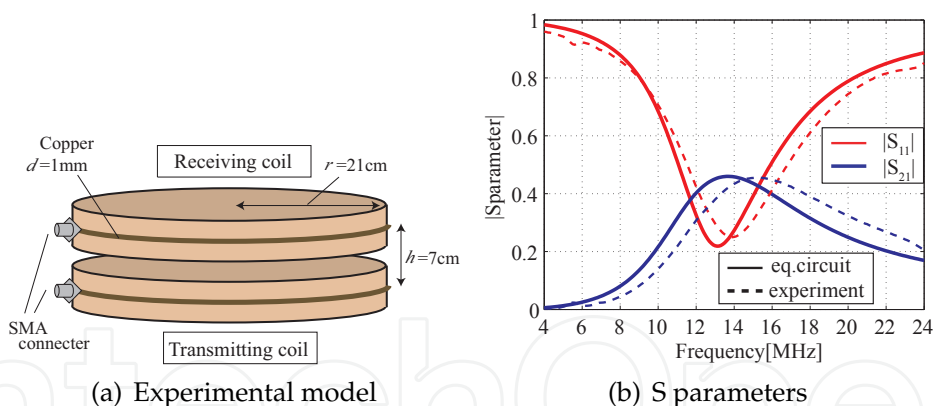 Copper
d=1mm
Receiving coil
r=21cm
h=7cm
SMA
connecter
Transmitting coil
(a) Experimental model
|Sparameter|
1
0.8
0.6
0.4
0.2
0
4 6 8 10 12 14 16 18 20 22 24
Frequency[MHz]
|S11|
|S21|
eq.circuit
experiment
(b) S parameters